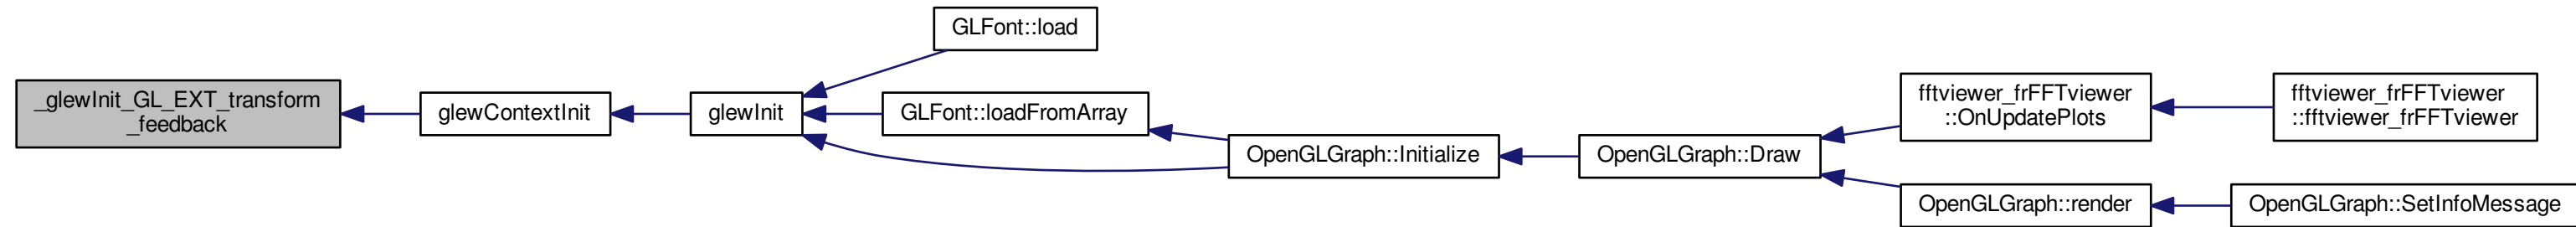 _glewInit_GL_EXT_transform
_feedback
glewContextInit
glewInit
GLFont::load
GLFont::loadFromArray
OpenGLGraph::Initialize
OpenGLGraph::Draw
fftviewer_frFFTviewer
::OnUpdatePlots
fftviewer_frFFTviewer
::fftviewer_frFFTviewer
OpenGLGraph::render
OpenGLGraph::SetInfoMessage